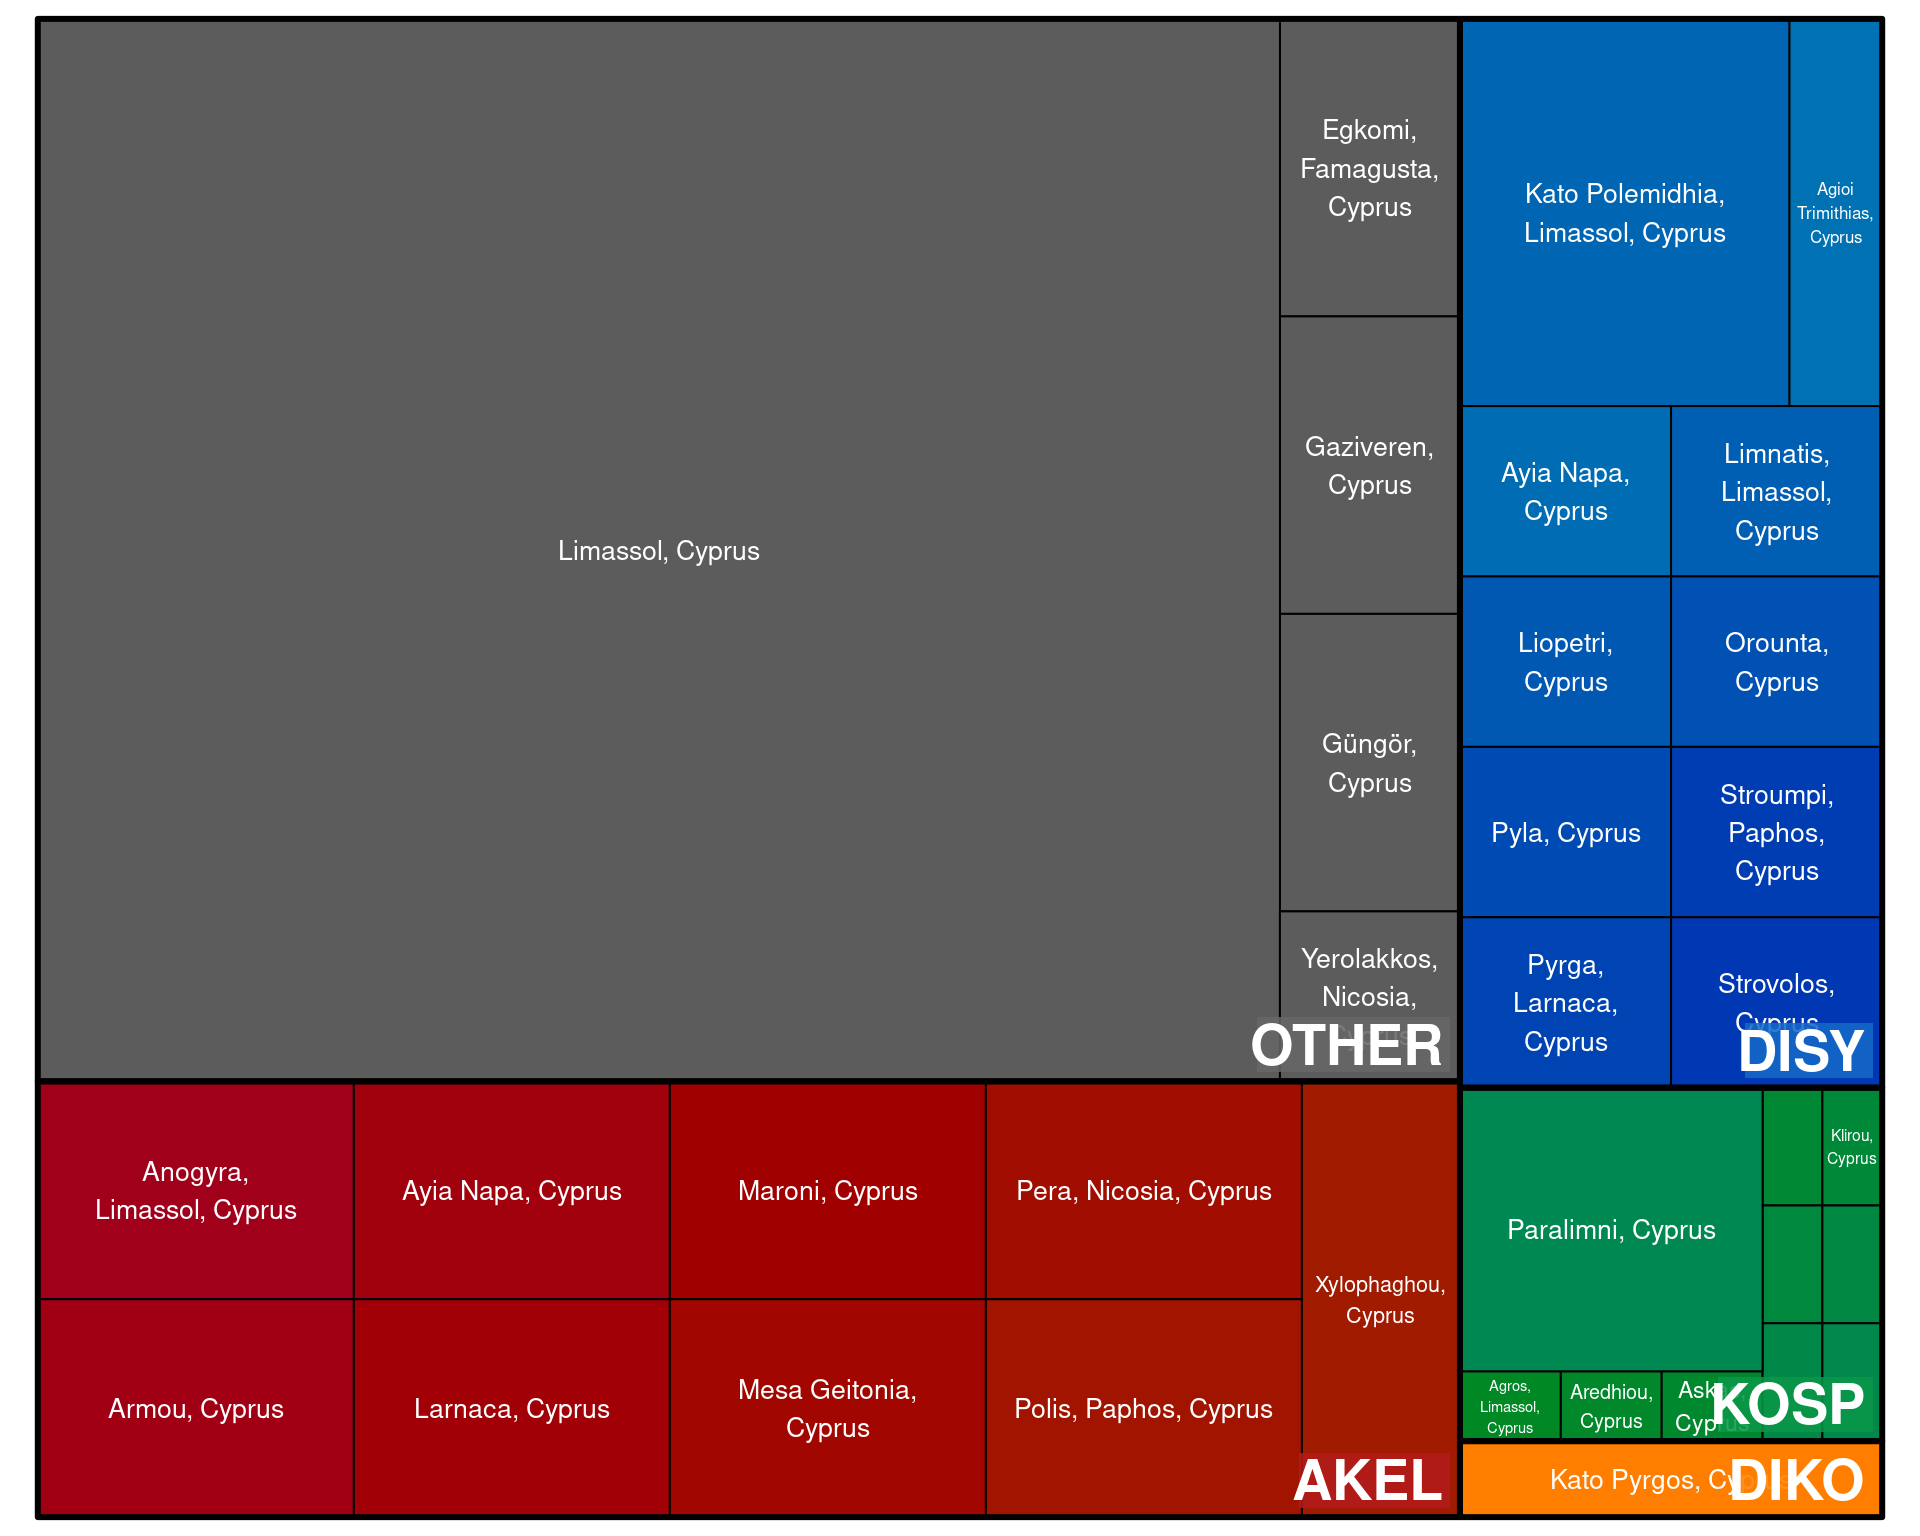 Limassol, Cyprus
Egkomi,
Famagusta,
Cyprus
Gaziveren,
Cyprus
Güngör,
Cyprus
Yerolakkos,
Nicosia,
Cyprus
OTHER
Kato Polemidhia,
Limassol, Cyprus
Agioi
Trimithias,
Cyprus
Ayia Napa,
Cyprus
Limnatis,
Limassol,
Cyprus
Liopetri,
Cyprus
Orounta,
Cyprus
Pyla, Cyprus
Stroumpi,
Paphos,
Cyprus
Pyrga,
Larnaca,
Cyprus
Strovolos,
Cyprus
DISY
Anogyra,
Limassol, Cyprus
Ayia Napa, Cyprus
Maroni, Cyprus
Pera, Nicosia, Cyprus
Xylophaghou,
Cyprus
Armou, Cyprus
Larnaca, Cyprus
Mesa Geitonia,
Cyprus
Polis, Paphos, Cyprus
AKEL
Paralimni, Cyprus
Klirou,
Cyprus
Agros,
Limassol,
Cyprus
Aredhiou,
Cyprus
Cyprus
KOSP
Kato Pyrgos, Cyprus
DIKO